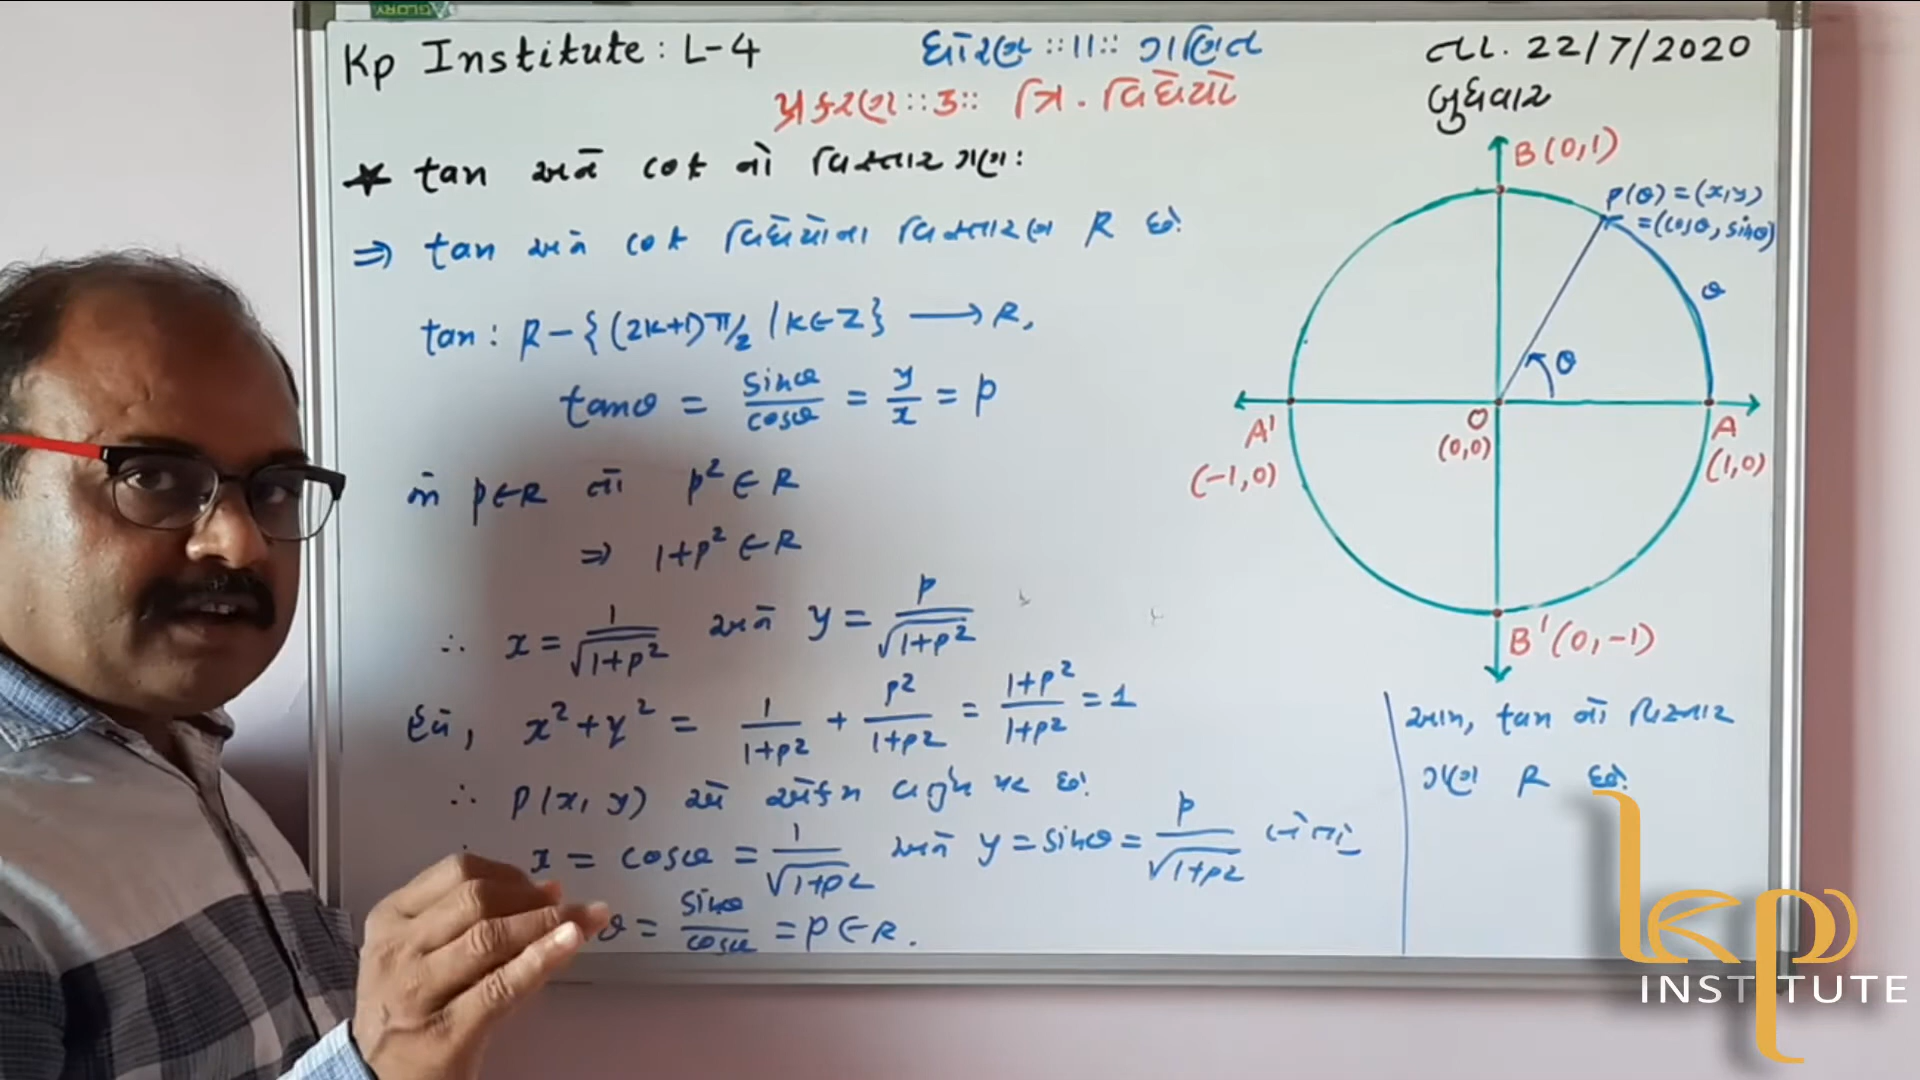 GLORY
Kp Institute : L-4
ધોરણ :: 11 :: ગણિત
પ્રકરણ :: 3 :: ત્રિ. વિધેયો
તા. 22/7/2020
બુધવાર
★ tan અને cot નો વિસ્તાર ગણ :
⇒ tan અને cot વિધેયોના વિસ્તારગણ R છે.
tan : R - { (2k+1)π/2 / k∈Z } ⟶ R,
tanθ = sinθ/cosθ = y/x = p
જો p∈R તો p² ∈ R
⇒ 1+p² ∈ R
∴ x = 1/√(1+p²) અને y = p/√(1+p²)
હવે, x² + y² = 1/(1+p²) + p²/(1+p²) = (1+p²)/(1+p²) = 1
∴ P(x, y) એ એકમ વર્તુળ પર છે.
x = cosθ = 1/√(1+p²) અને y = sinθ = p/√(1+p²)
θ = sinθ/cosθ = p ∈ R.
B(0,1)
P(θ) = (x,y)
= (cosθ, sinθ)
θ
θ
A'
(-1,0)
O
(0,0)
A
(1,0)
B'(0,-1)
આમ, tan નો વિસ્તાર
ગણ R છે.
kp
INSTITUTE